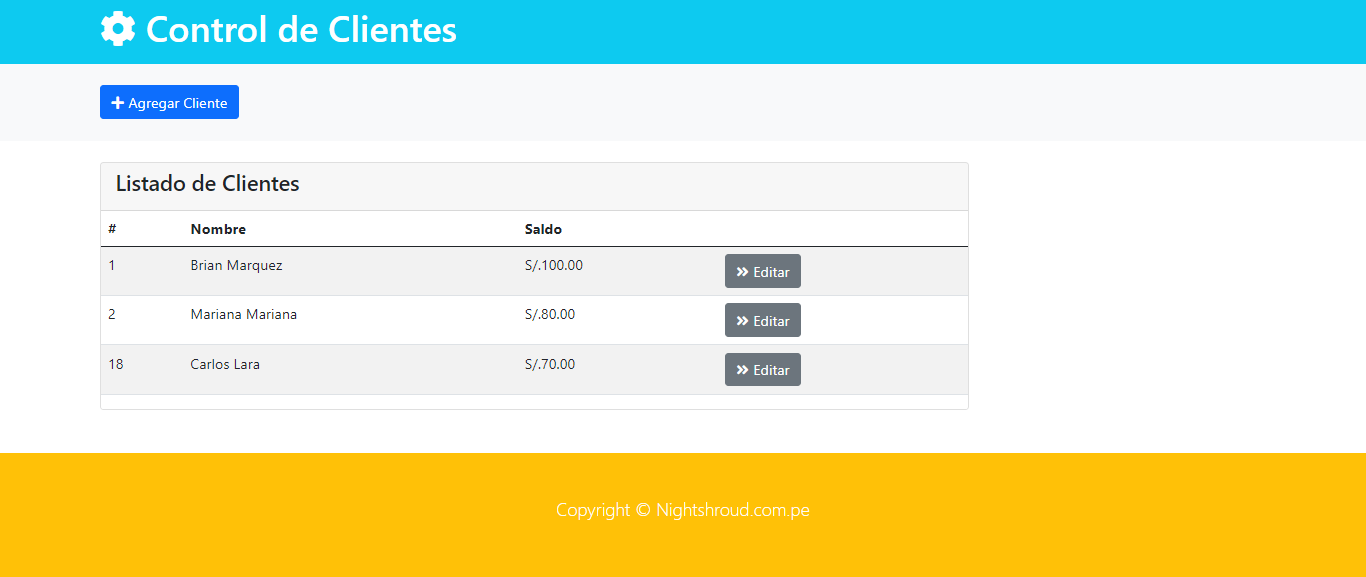 Control de Clientes
Agregar Cliente
Listado de Clientes
# Nombre Saldo
1 Brian Marquez S/.100.00 Editar
2 Mariana Mariana S/.80.00 Editar
18 Carlos Lara S/.70.00 Editar
Copyright © Nightshroud.com.pe